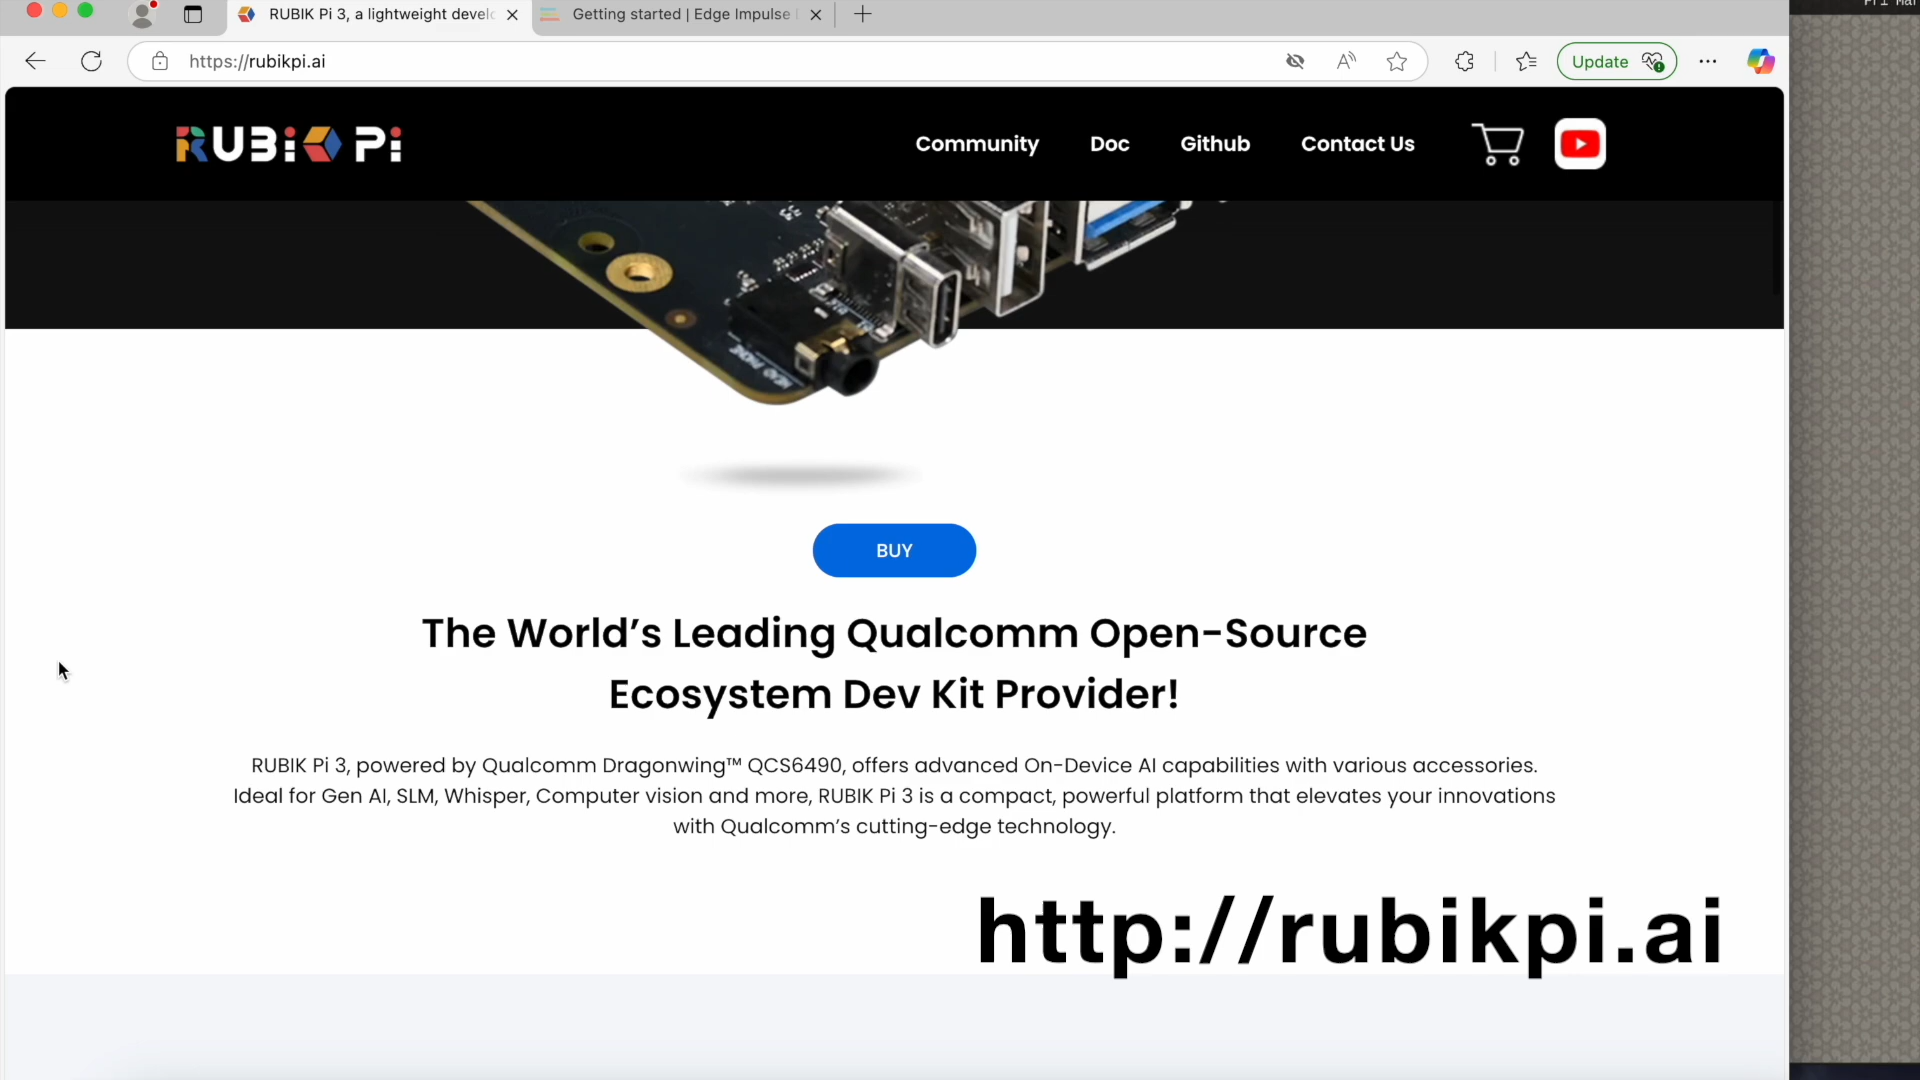 Fri Mar
RUBIK Pi 3, a lightweight develo
Getting started | Edge Impulse
https://rubikpi.ai
Update
RUBIK Pi
Community
Doc
Github
Contact Us
HEAD PHONE
BUY
The World’s Leading Qualcomm Open-Source
Ecosystem Dev Kit Provider!
RUBIK Pi 3, powered by Qualcomm Dragonwing™ QCS6490, offers advanced On-Device AI capabilities with various accessories.
Ideal for Gen AI, SLM, Whisper, Computer vision and more, RUBIK Pi 3 is a compact, powerful platform that elevates your innovations
with Qualcomm’s cutting-edge technology.
http://rubikpi.ai